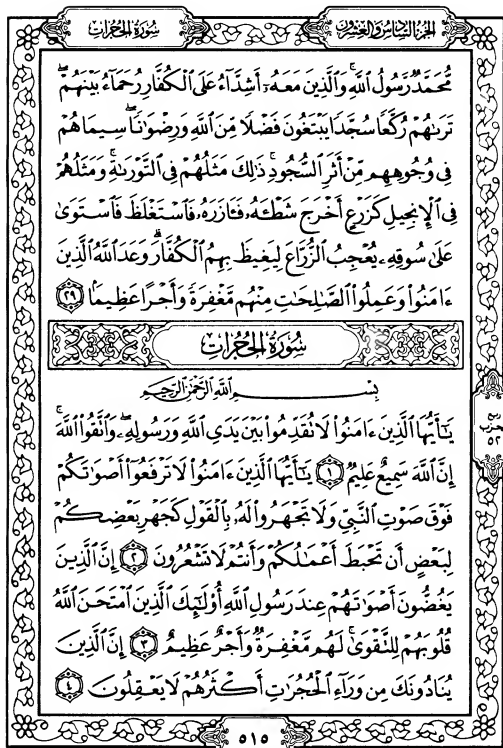 الجزء السادس والعشرون
سُورَةُ الحُجُرَات
مُّحَمَّدٌ رَّسُولُ ٱللَّهِۚ وَٱلَّذِينَ مَعَهُۥٓ أَشِدَّآءُ عَلَى ٱلۡكُفَّارِ رُحَمَآءُ بَيۡنَهُمۡۖ
تَرَىٰهُمۡ رُكَّعٗا سُجَّدٗا يَبۡتَغُونَ فَضۡلٗا مِّنَ ٱللَّهِ وَرِضۡوَٰنٗاۖ سِيمَاهُمۡ
فِي وُجُوهِهِم مِّنۡ أَثَرِ ٱلسُّجُودِۚ ذَٰلِكَ مَثَلُهُمۡ فِي ٱلتَّوۡرَىٰةِۚ وَمَثَلُهُمۡ
فِي ٱلۡإِنجِيلِ كَزَرۡعٍ أَخۡرَجَ شَطۡـَٔهُۥ فَـَٔازَرَهُۥ فَٱسۡتَغۡلَظَ فَٱسۡتَوَىٰ
عَلَىٰ سُوقِهِۦ يُعۡجِبُ ٱلزُّرَّاعَ لِيَغِيظَ بِهِمُ ٱلۡكُفَّارَۗ وَعَدَ ٱللَّهُ ٱلَّذِينَ
ءَامَنُواْ وَعَمِلُواْ ٱلصَّٰلِحَٰتِ مِنۡهُم مَّغۡفِرَةٗ وَأَجۡرًا عَظِيمَۢا ٢٩
سُورَةُ الحُجُرَات
بِسۡمِ ٱللَّهِ ٱلرَّحۡمَٰنِ ٱلرَّحِيمِ
يَٰٓأَيُّهَا ٱلَّذِينَ ءَامَنُواْ لَا تُقَدِّمُواْ بَيۡنَ يَدَيِ ٱللَّهِ وَرَسُولِهِۦۖ وَٱتَّقُواْ ٱللَّهَۚ
إِنَّ ٱللَّهَ سَمِيعٌ عَلِيمٞ ١ يَٰٓأَيُّهَا ٱلَّذِينَ ءَامَنُواْ لَا تَرۡفَعُوٓاْ أَصۡوَٰتَكُمۡ
فَوۡقَ صَوۡتِ ٱلنَّبِيِّ وَلَا تَجۡهَرُواْ لَهُۥ بِٱلۡقَوۡلِ كَجَهۡرِ بَعۡضِكُمۡ
لِبَعۡضٍ أَن تَحۡبَطَ أَعۡمَٰلُكُمۡ وَأَنتُمۡ لَا تَشۡعُرُونَ ٢ إِنَّ ٱلَّذِينَ
يَغُضُّونَ أَصۡوَٰتَهُمۡ عِندَ رَسُولِ ٱللَّهِ أُوْلَٰٓئِكَ ٱلَّذِينَ ٱمۡتَحَنَ ٱللَّهُ
قُلُوبَهُمۡ لِلتَّقۡوَىٰۚ لَهُم مَّغۡفِرَةٞ وَأَجۡرٌ عَظِيمٌ ٣ إِنَّ ٱلَّذِينَ
يُنَادُونَكَ مِن وَرَآءِ ٱلۡحُجُرَٰتِ أَكۡثَرُهُمۡ لَا يَعۡقِلُونَ ٤
٥٢
٥١٥